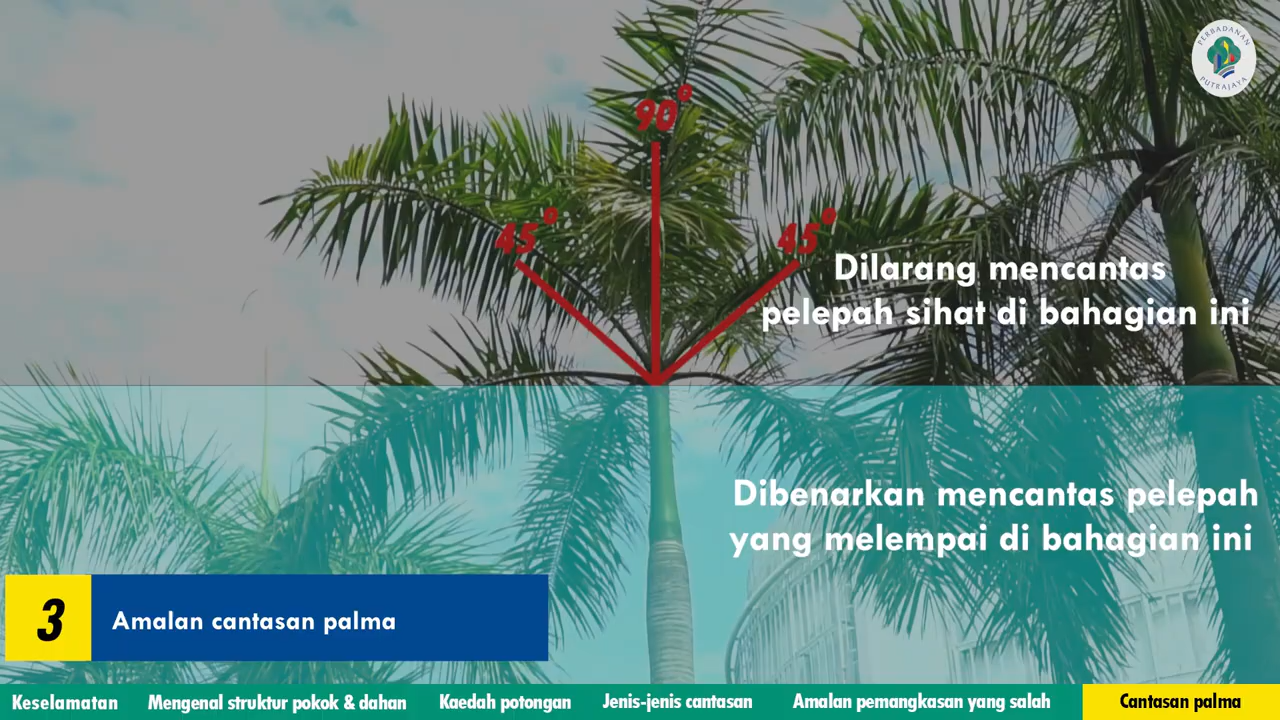 PERBADANAN
PUTRAJAYA
90°
45°
45°
Dilarang mencantas
pelepah sihat di bahagian ini
Dibenarkan mencantas pelepah
yang melempai di bahagian ini
3
Amalan cantasan palma
Keselamatan
Mengenal struktur pokok & dahan
Kaedah potongan
Jenis-jenis cantasan
Amalan pemangkasan yang salah
Cantasan palma